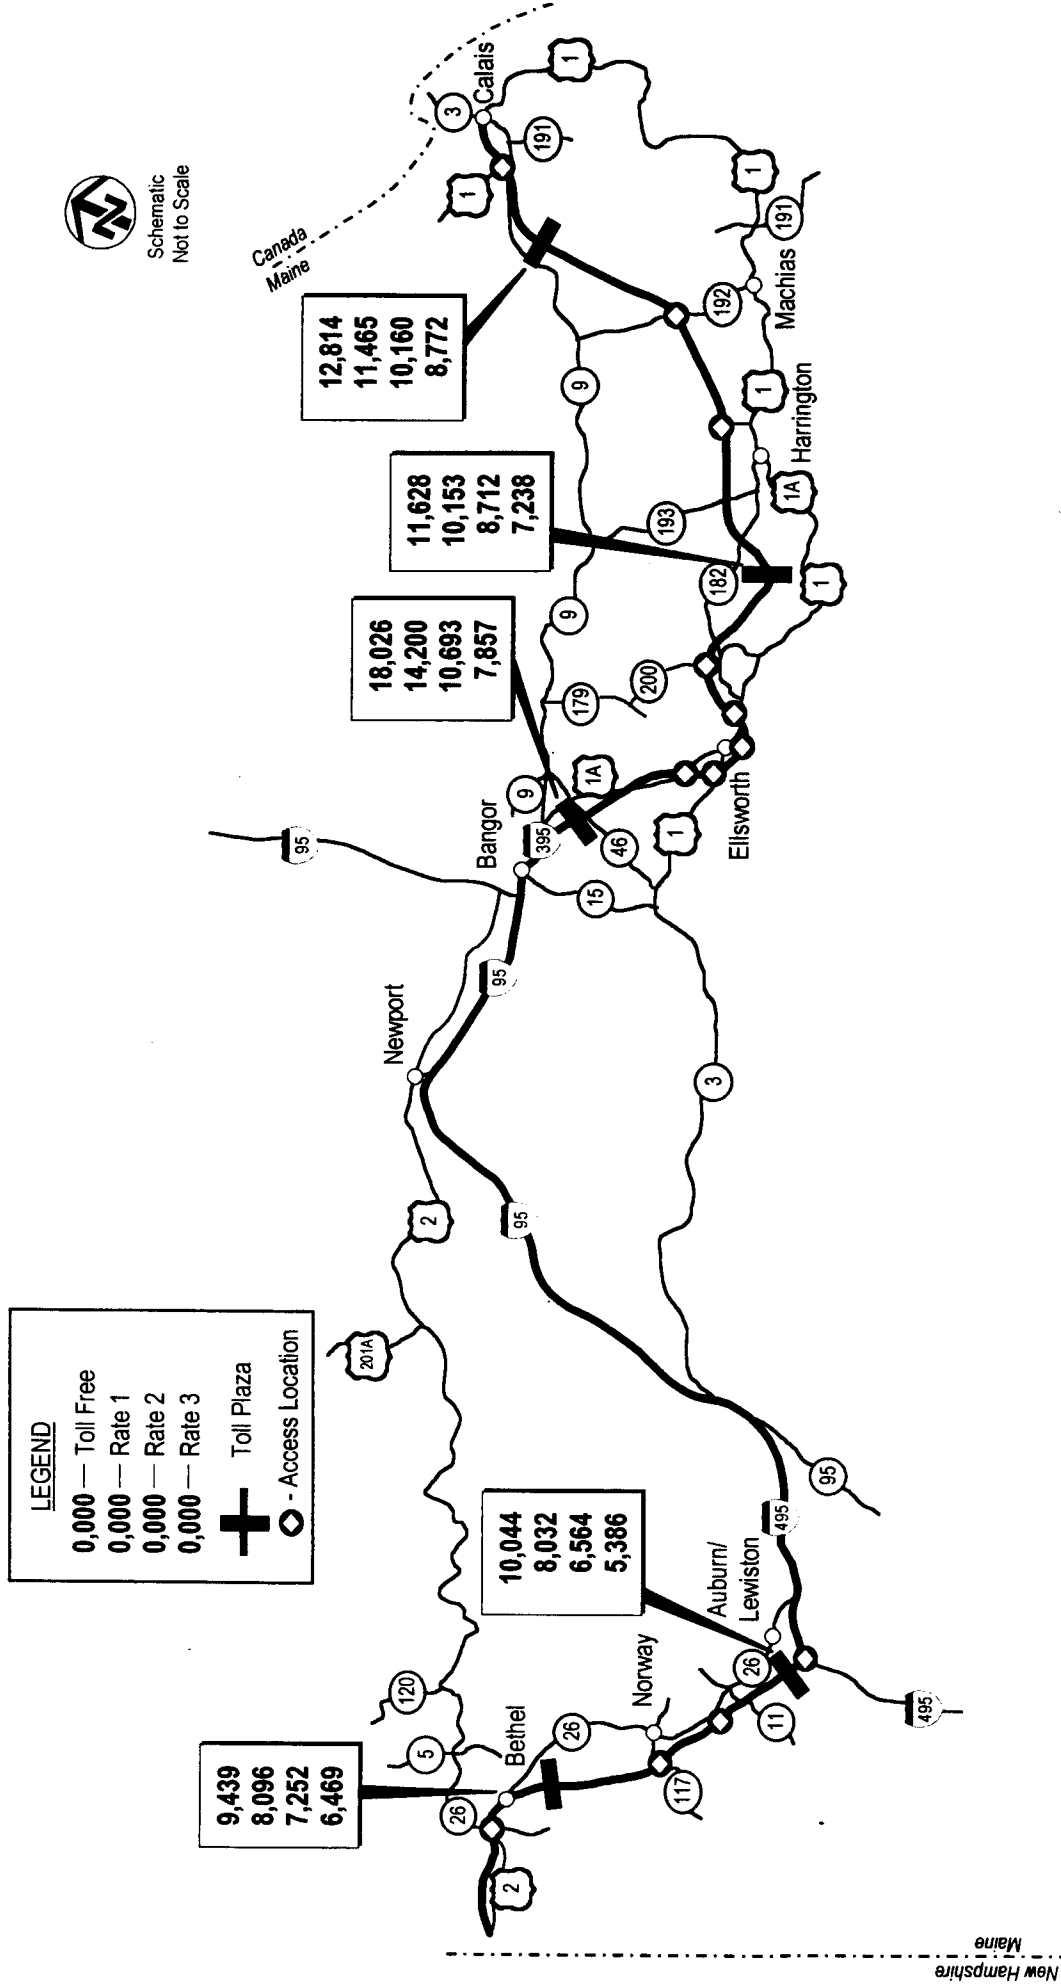 LEGEND
0,000 — Toll Free
0,000 — Rate 1
0,000 — Rate 2
0,000 — Rate 3
Toll Plaza
- Access Location
Schematic
Not to Scale
Canada
Maine
New Hampshire
Maine
9,439
8,096
7,252
6,469
10,044
8,032
6,564
5,386
18,026
14,200
10,693
7,857
11,628
10,153
8,712
7,238
12,814
11,465
10,160
8,772
2
26
5
120
Bethel
26
117
Norway
11
26
Auburn/
Lewiston
495
495
95
201A
2
95
3
Newport
95
95
Bangor
395
9
15
46
1
1A
Ellsworth
179
200
9
182
1
193
1A
Harrington
9
1
192
Machias
191
1
1
191
3
Calais
1
N